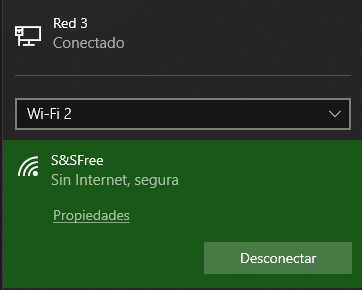 Red 3
Conectado
Wi-Fi 2
S&SFree
Sin Internet, segura
Propiedades
Desconectar